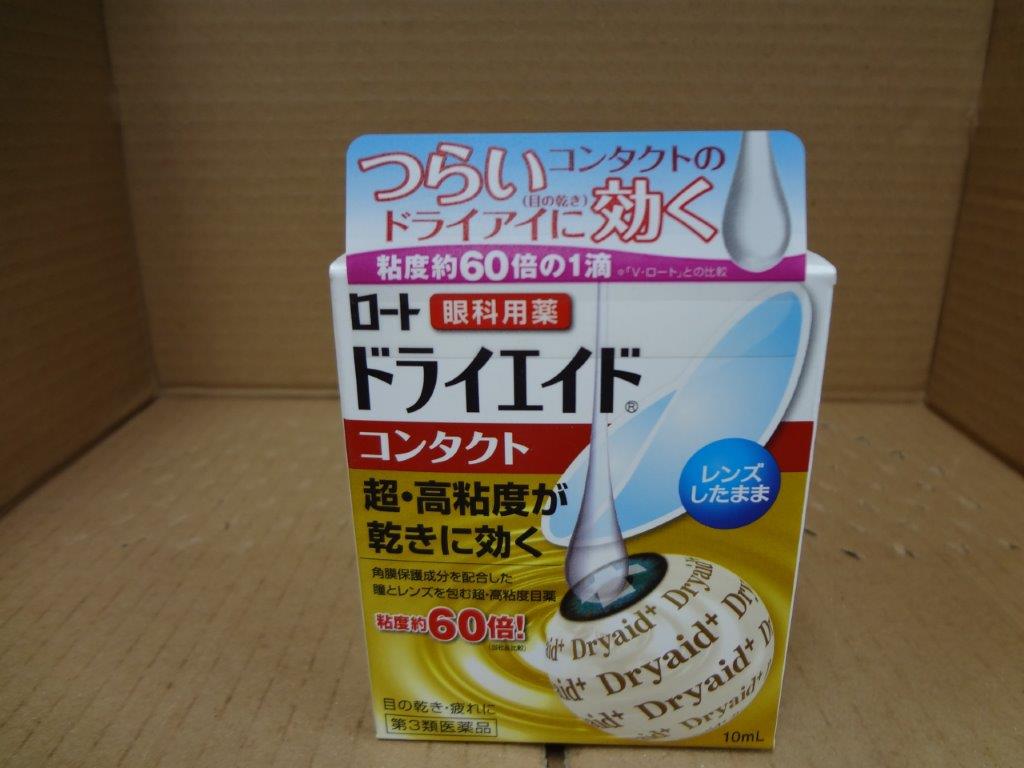 つらいコンタクトの
(目の乾き)
ドライアイに効く
粘度約60倍の1滴 *「V・ロート」との比較
ロート 眼科用薬
ドライエイド®
コンタクト
レンズ
したまま
超・高粘度が
乾きに効く
角膜保護成分を配合した
瞳とレンズを包む超・高粘度目薬
粘度約60倍!
(当社品比較)
Dryaid+ Dryaid+
Dryaid+ Dry
aid+ Dryaid+ D
Dryaid+
目の乾き・疲れに
第3類医薬品
10mL